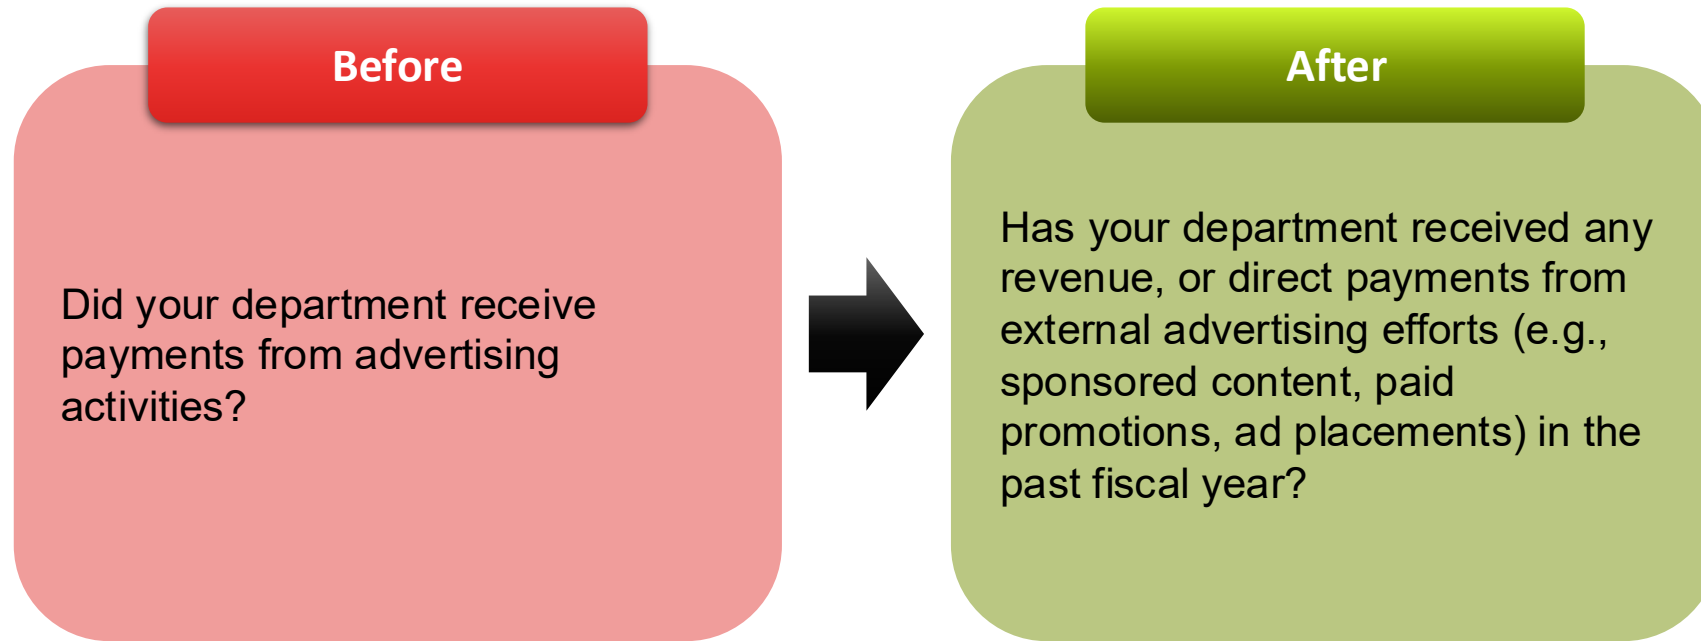 Before
Did your department receive
payments from advertising
activities?
After
Has your department received any
revenue, or direct payments from
external advertising efforts (e.g.,
sponsored content, paid
promotions, ad placements) in the
past fiscal year?